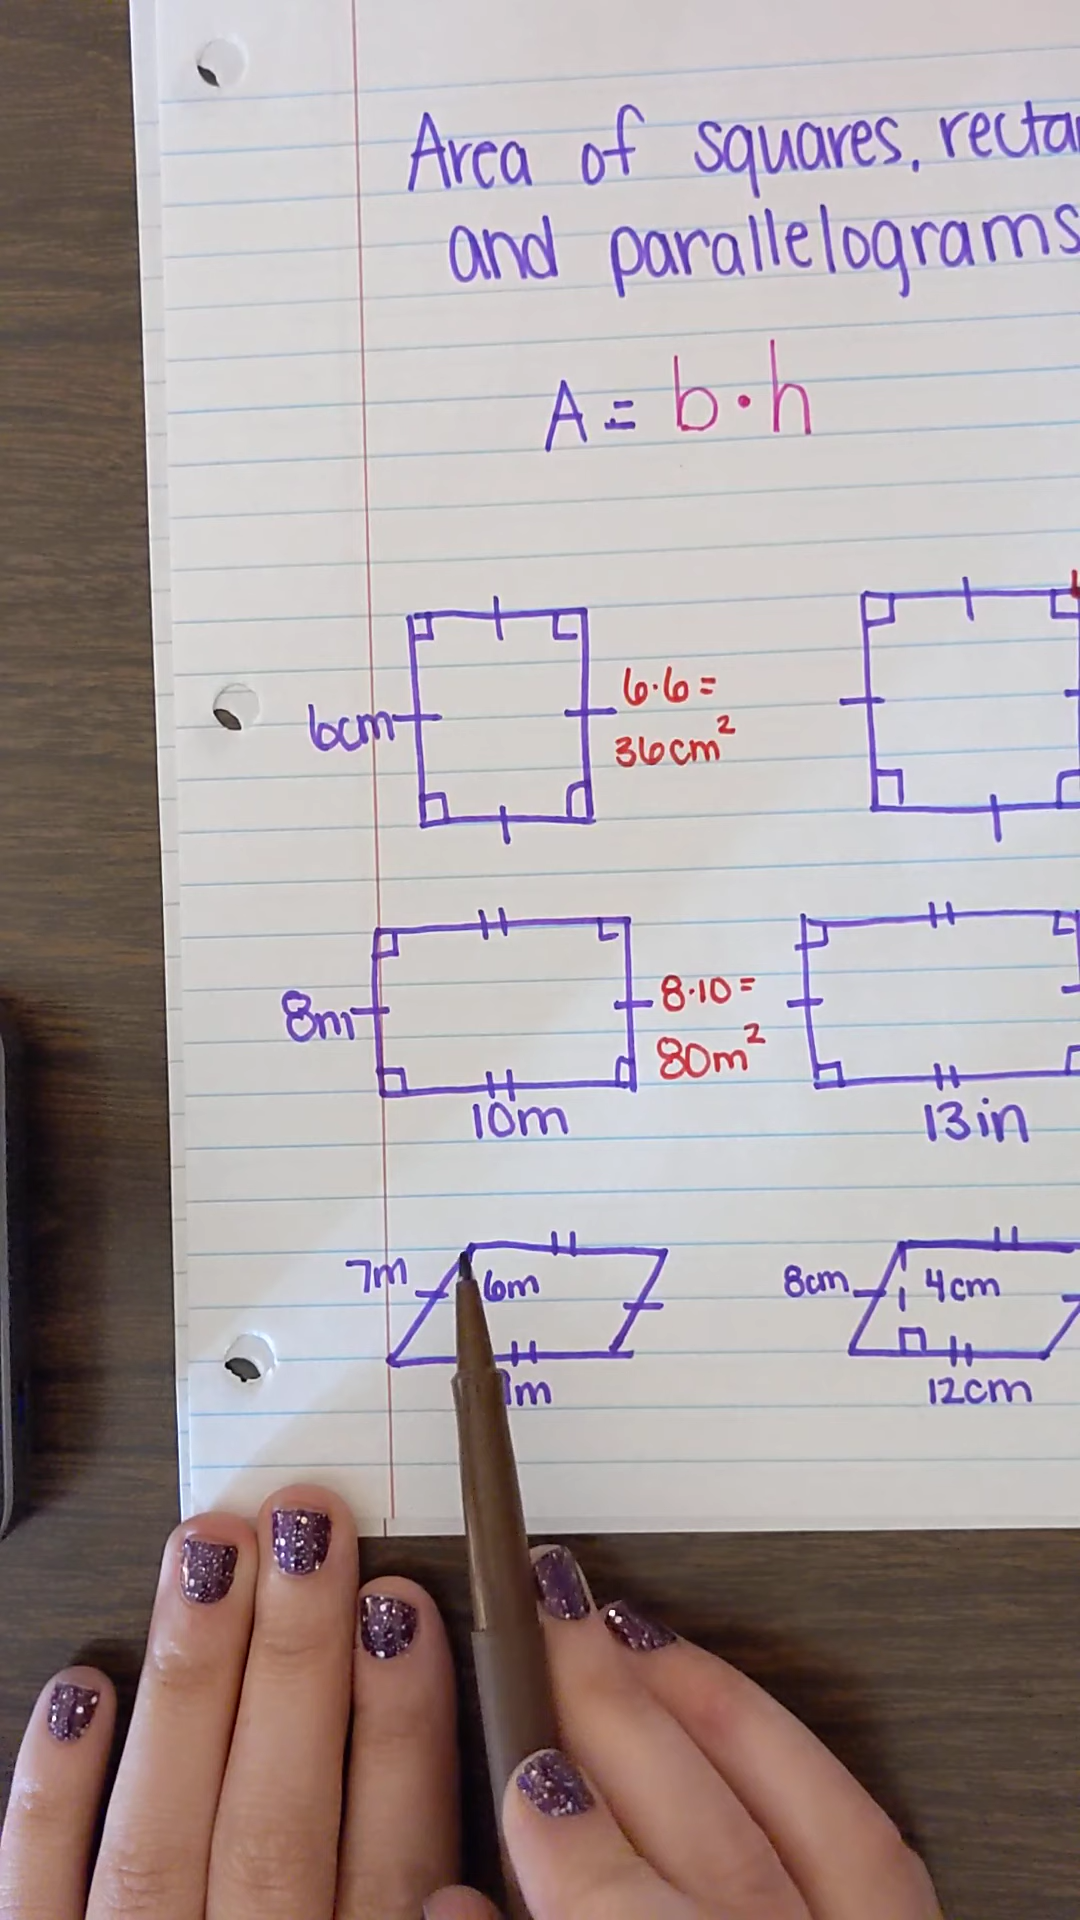 Area of squares,
and parallelograms
A = b · h
6cm
6·6 =
36cm²
8m
8·10 =
80m²
10m
13in
7m
6m
8cm
4cm
12cm